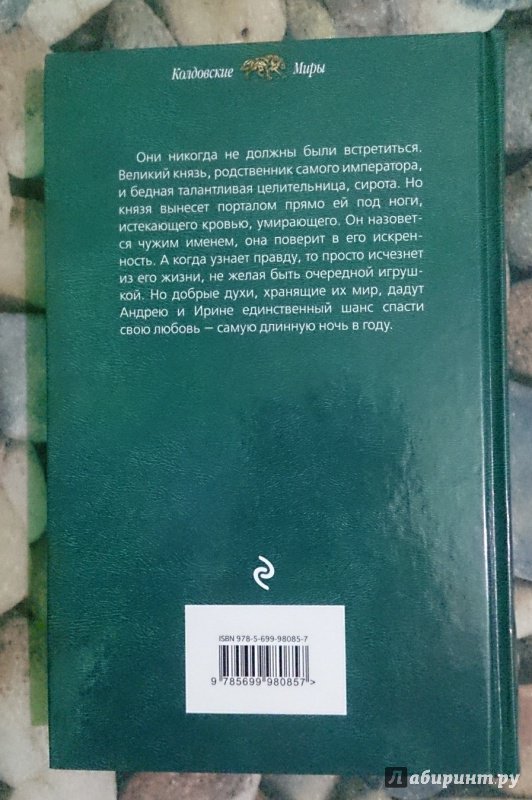 Колдовские Миры
Они никогда не должны были встретиться.
Великий князь, родственник самого императора,
и бедная талантливая целительница, сирота. Но
князя вынесет порталом прямо ей под ноги,
истекающего кровью, умирающего. Он назовет-
ся чужим именем, она поверит в его искрен-
ность. А когда узнает правду, то просто исчезнет
из его жизни, не желая быть очередной игруш-
кой. Но добрые духи, хранящие их мир, дадут
Андрею и Ирине единственный шанс спасти
свою любовь – самую длинную ночь в году.
ISBN 978-5-699-98085-7
9 785699 980857 >
Лабиринт.ру